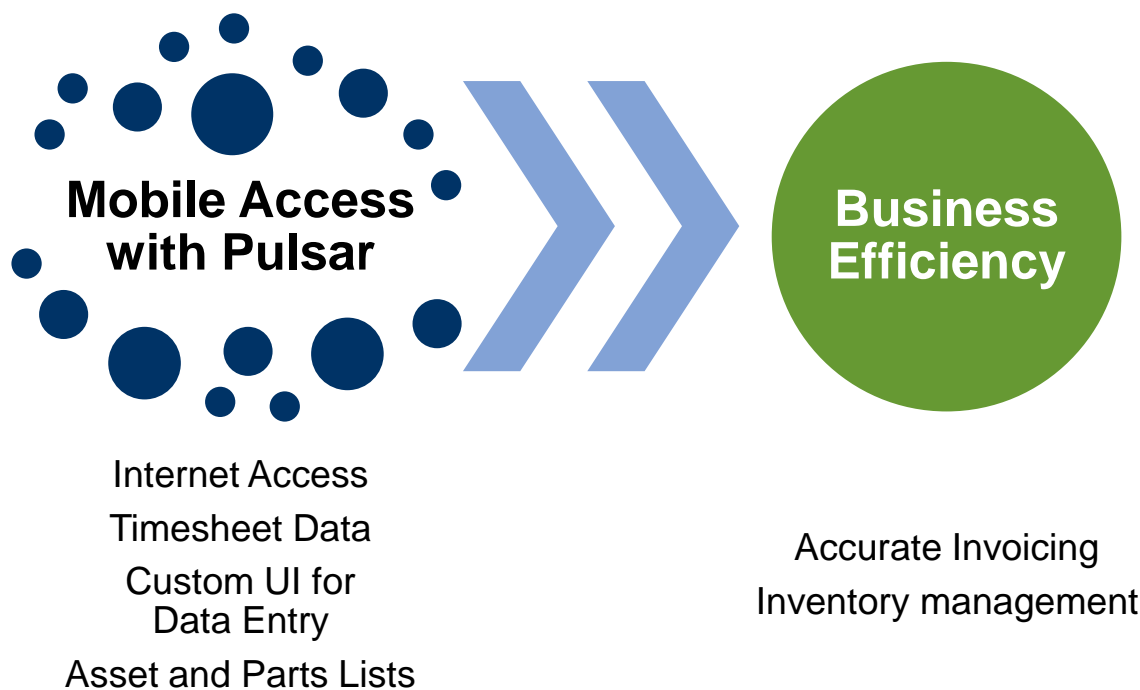 Mobile Access
with Pulsar
Business
Efficiency
Internet Access
Timesheet Data
Custom UI for
Data Entry
Asset and Parts Lists
Accurate Invoicing
Inventory management